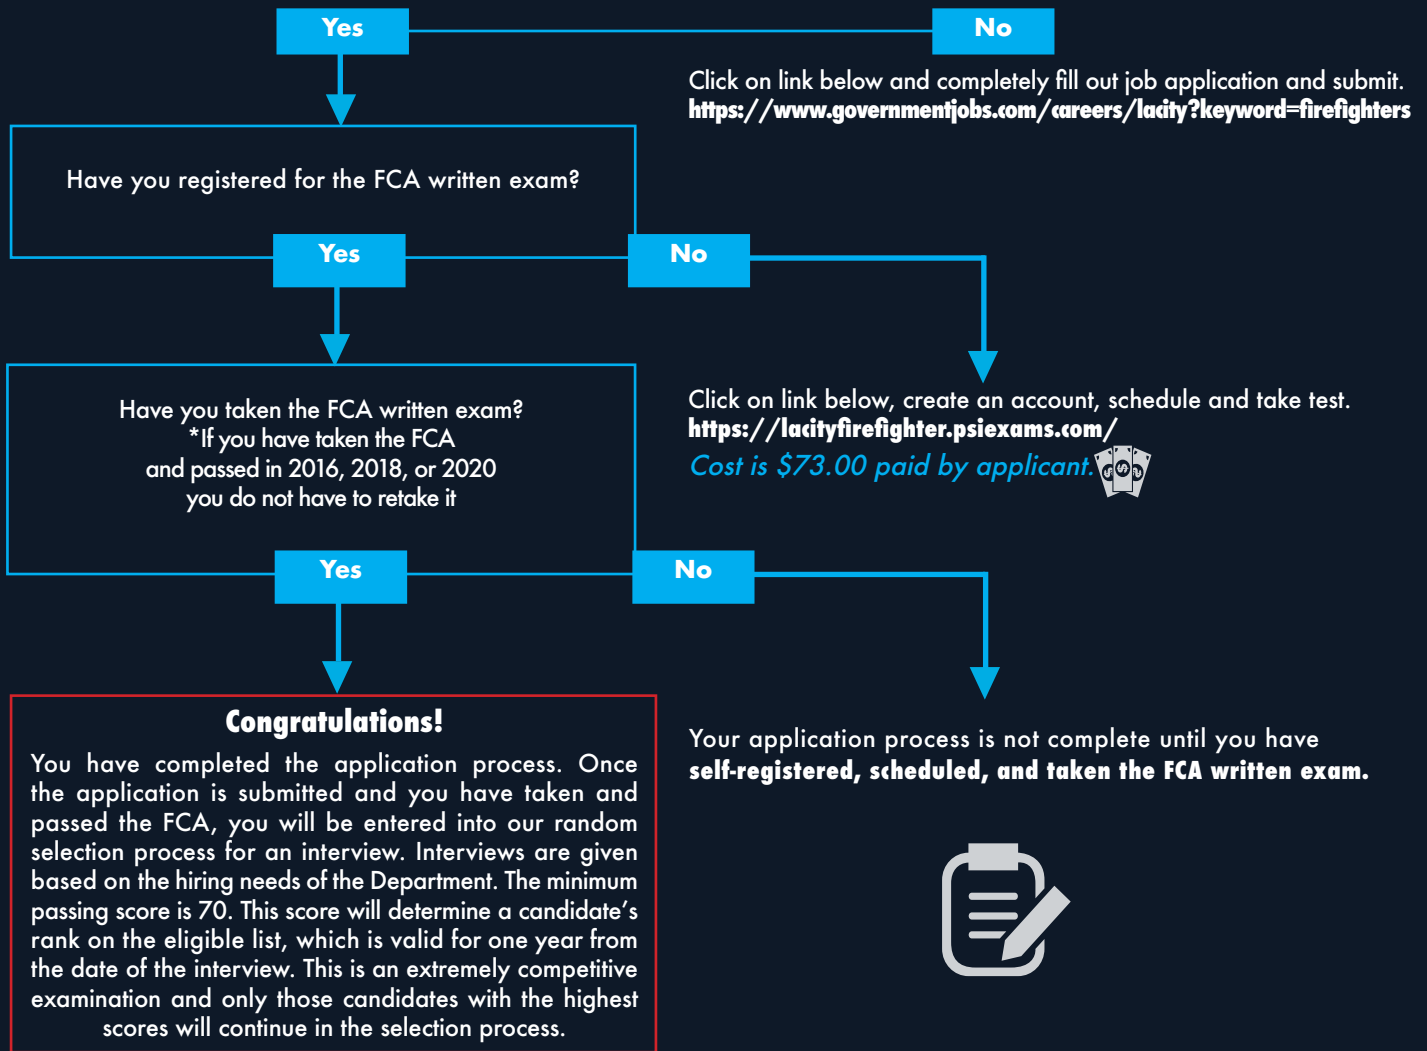 Yes
No
Click on link below and completely fill out job application and submit.
https://www.governmentjobs.com/careers/lacity?keyword=firefighters
Have you registered for the FCA written exam?
Yes
No
Have you taken the FCA written exam?
*If you have taken the FCA
and passed in 2016, 2018, or 2020
you do not have to retake it
Click on link below, create an account, schedule and take test.
https://lacityfirefighter.psiexams.com/
Cost is $73.00 paid by applicant.
Yes
No
Congratulations!
You have completed the application process. Once
the application is submitted and you have taken and
passed the FCA, you will be entered into our random
selection process for an interview. Interviews are given
based on the hiring needs of the Department. The minimum
passing score is 70. This score will determine a candidate's
rank on the eligible list, which is valid for one year from
the date of the interview. This is an extremely competitive
examination and only those candidates with the highest
scores will continue in the selection process.
Your application process is not complete until you have
self-registered, scheduled, and taken the FCA written exam.